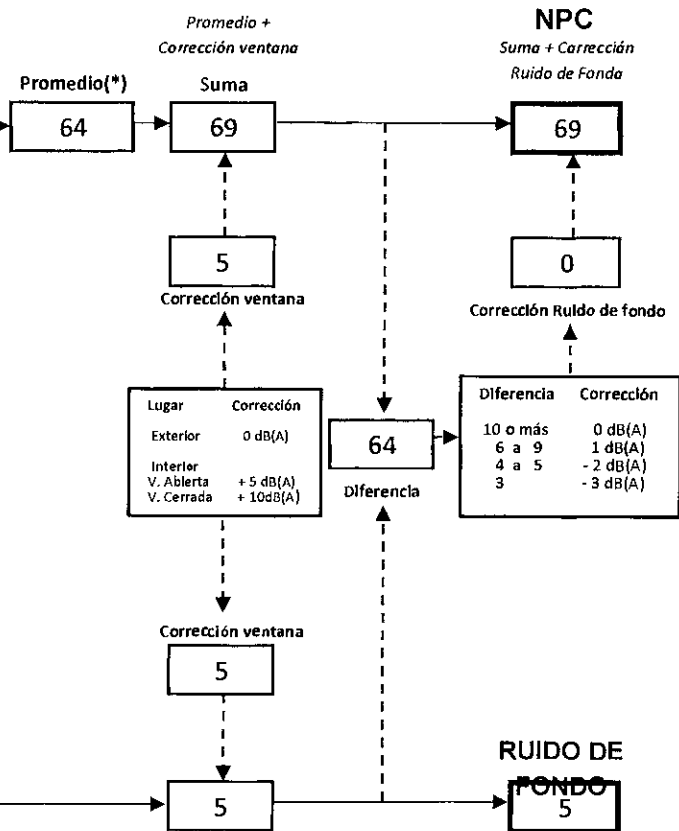 Promedio +
Corrección ventana
NPC
Suma + Carrección
Ruido de Fonda
Promedio(*)
Suma
64
69
69
5
0
Corrección ventana
Corrección Ruido de fondo
Lugar Corrección
Exterior 0 dB(A)
Interior
V. Abierta + 5 dB(A)
V. Cerrada + 10dB(A)
64
Diferencia
Diferencia Corrección
10 o más 0 dB(A)
6 a 9 1 dB(A)
4 a 5 - 2 dB(A)
3 - 3 dB(A)
Corrección ventana
5
RUIDO DE
FONDO
5
5